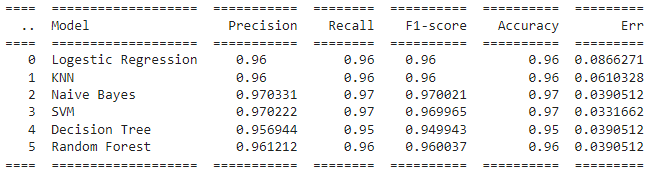 ====  ===================  ===========  ========  ==========  ==========  =========
  ..  Model                  Precision    Recall    F1-score    Accuracy        Err
====  ===================  ===========  ========  ==========  ==========  =========
   0  Logestic Regression     0.96          0.96    0.96            0.96  0.0866271
   1  KNN                     0.96          0.96    0.96            0.96  0.0610328
   2  Naive Bayes             0.970331      0.97    0.970021        0.97  0.0390512
   3  SVM                     0.970222      0.97    0.969965        0.97  0.0331662
   4  Decision Tree           0.956944      0.95    0.949943        0.95  0.0390512
   5  Random Forest           0.961212      0.96    0.960037        0.96  0.0390512
====  ===================  ===========  ========  ==========  ==========  =========